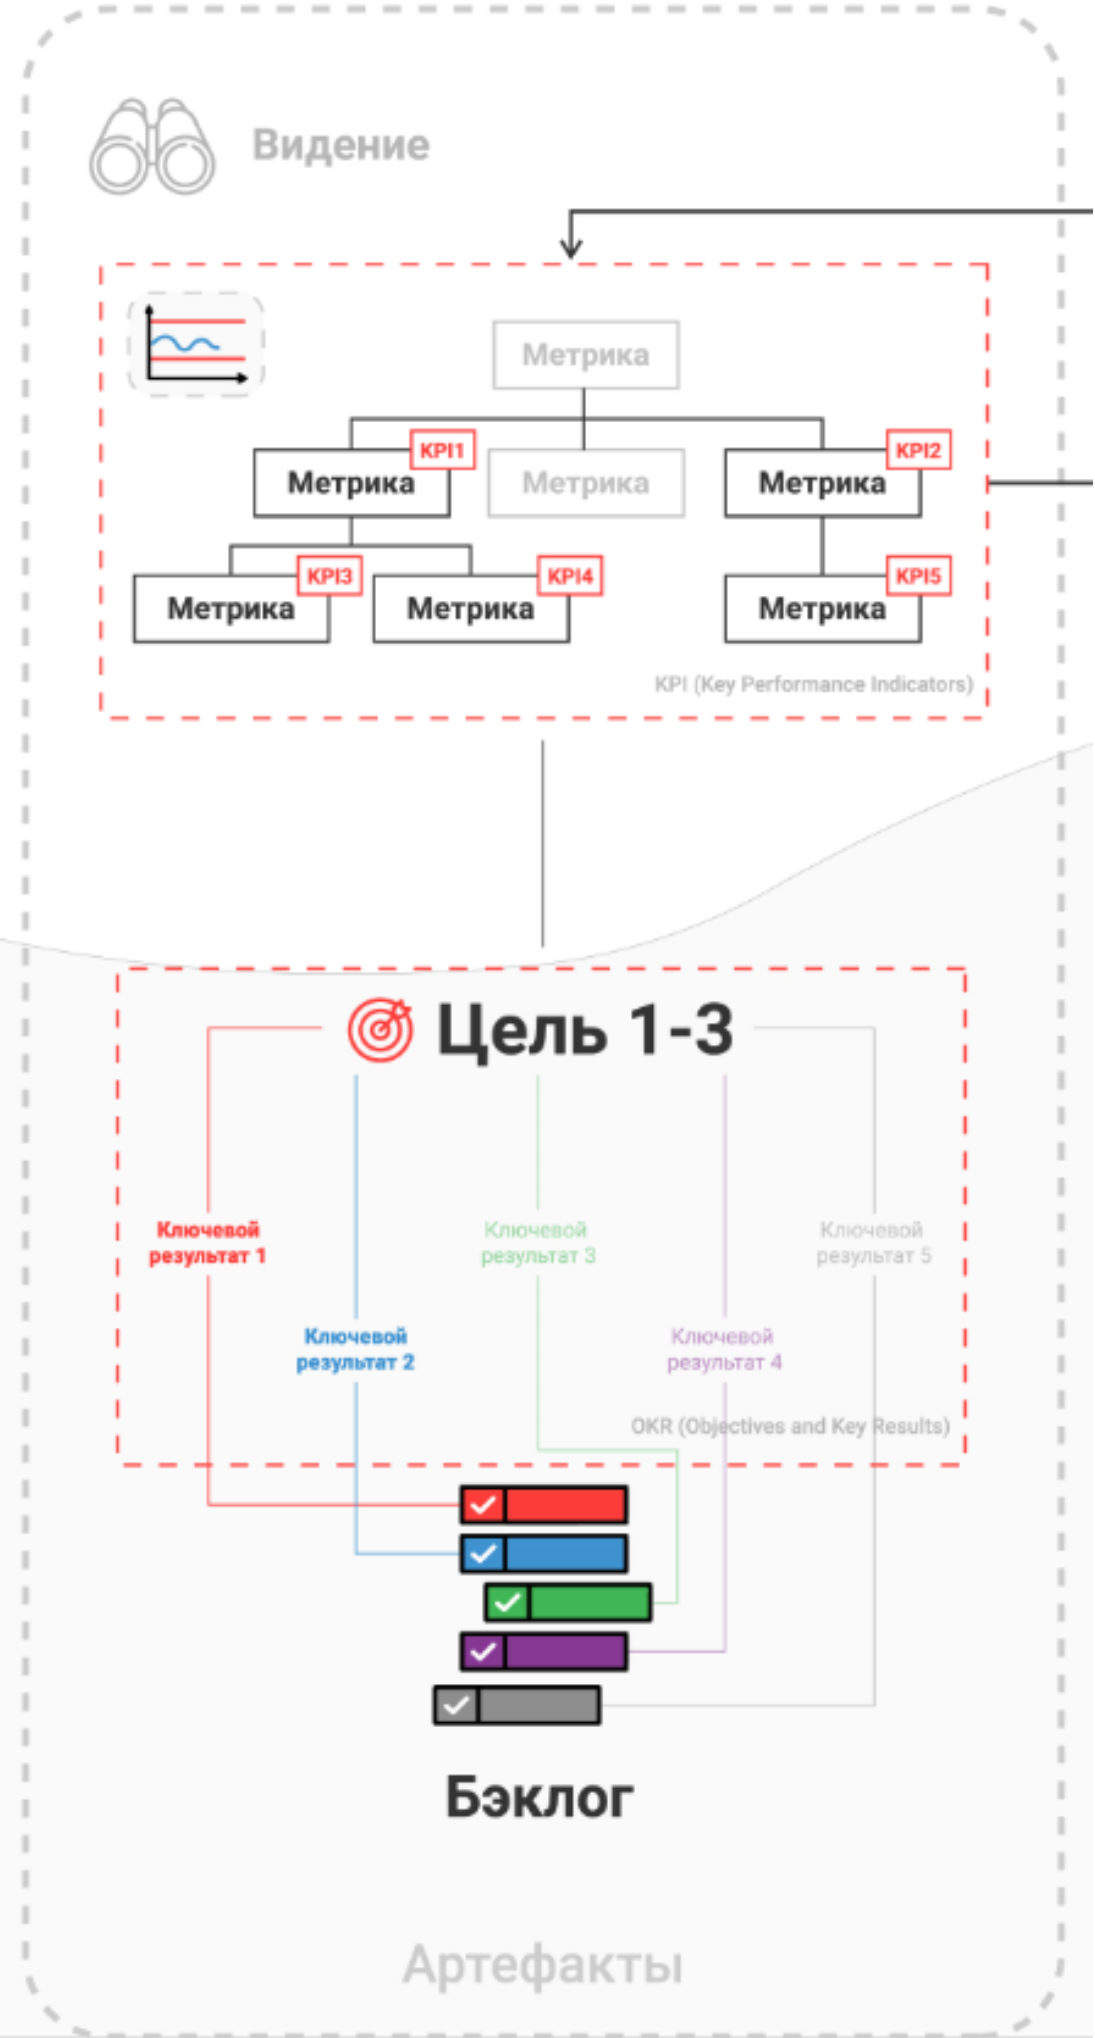 Видение
Метрика
KPI1
KPI2
Метрика
Метрика
Метрика
KPI3
KPI4
KPI5
Метрика
Метрика
Метрика
KPI (Key Performance Indicators)
Цель 1-3
Ключевой
результат 1
Ключевой
результат 3
Ключевой
результат 5
Ключевой
результат 2
Ключевой
результат 4
OKR (Objectives and Key Results)
Бэклог
Артефакты